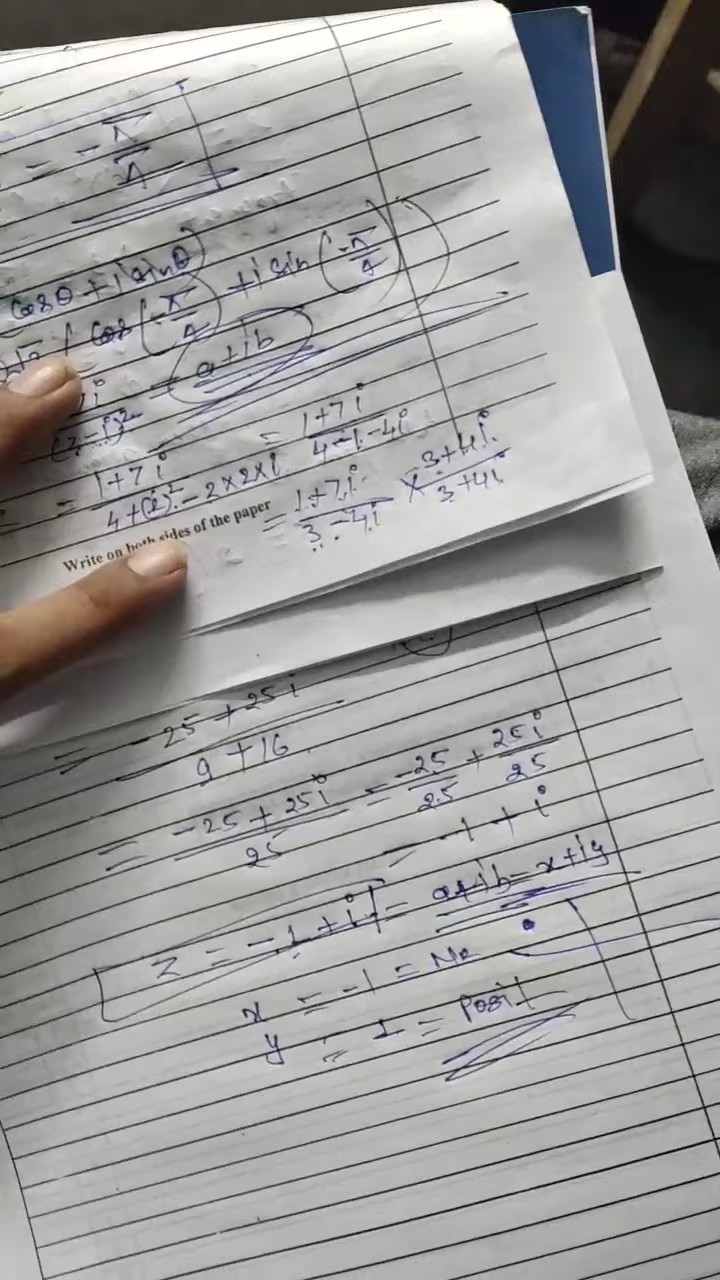 = - π/4
cosθ + i sinθ)
(cos(-π/4) + i sin(-π/4))
i/(2-i)² = a+ib
= 1+7i/4+(i)²-2×2×i = 1+7i/4-1-4i
Write on both sides of the paper
= 1+7i/3-4i × 3+4i/3+4i
= -25+25i/9+16
= -25+25i/25 = -25/25 + 25i/25
= -1+i
z = -1+i = a+ib = x+iy
x = -1 = Ne
y = 1 = Posit